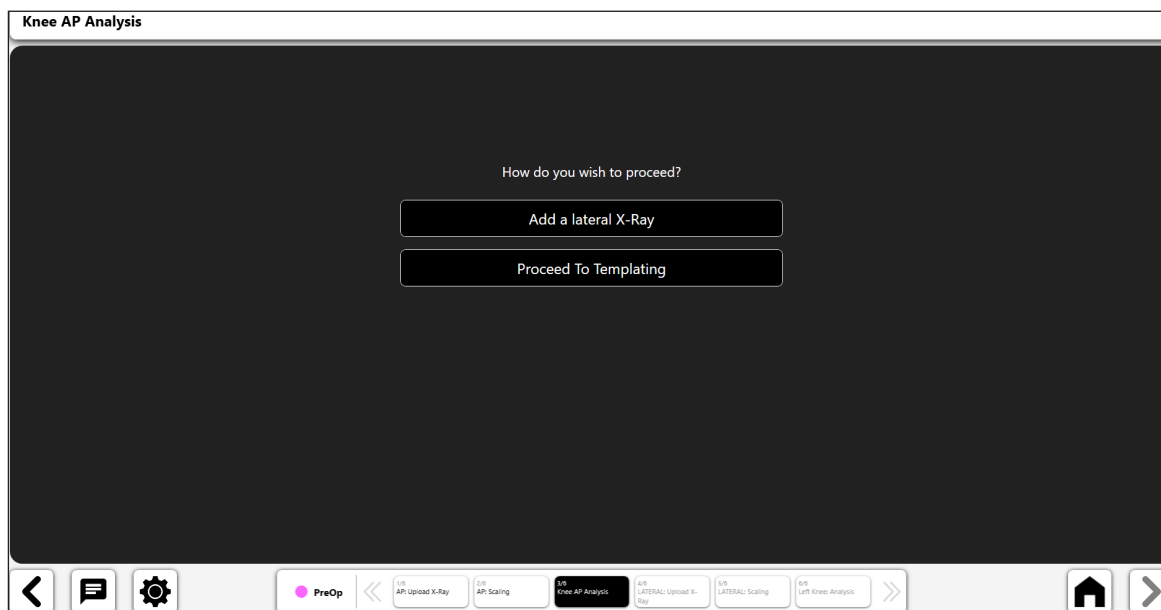 Knee AP Analysis
How do you wish to proceed?
Add a lateral X-Ray
Proceed To Templating
PreOp
1/6
AP: Upload X-Ray
2/6
AP: Scaling
3/6
Knee AP Analysis
4/6
LATERAL: Upload X-
Ray
5/6
LATERAL: Scaling
6/6
Left Knee: Analysis